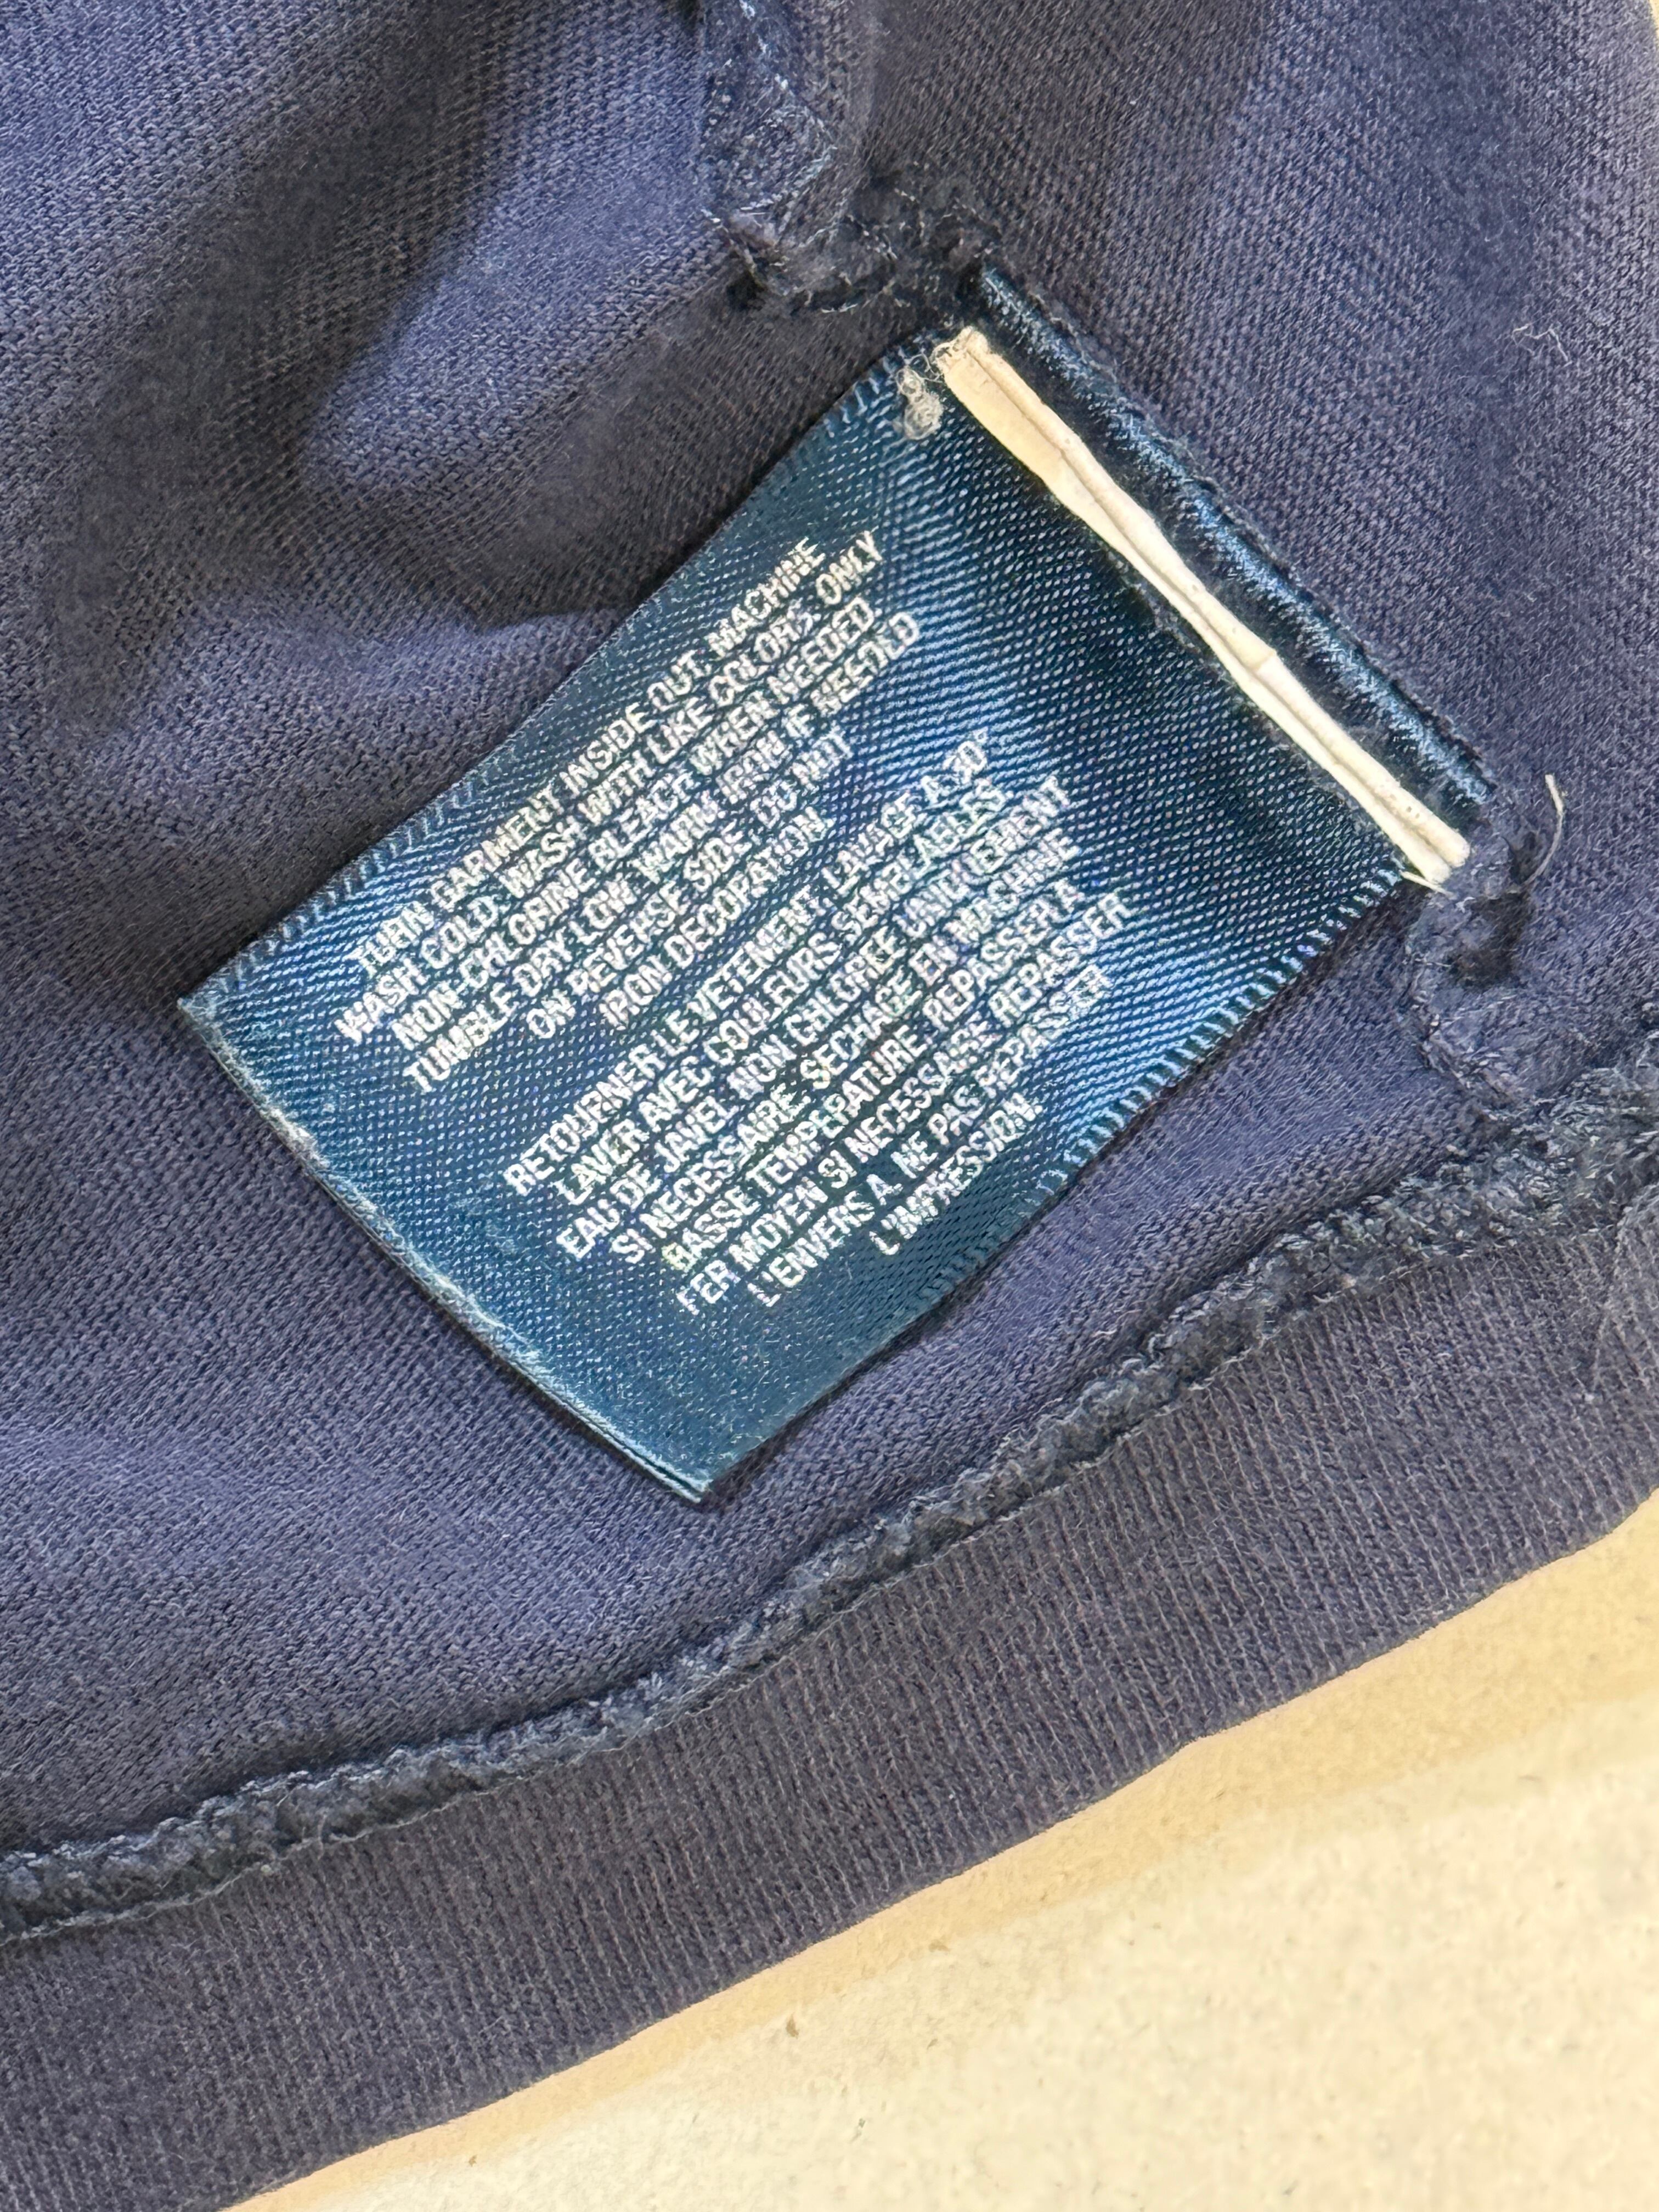 TURN GARMENT INSIDE OUT. MACHINE
WASH COLD. WASH WITH LIKE COLORS. ONLY
NON-CHLORINE BLEACH WHEN NEEDED
TUMBLE DRY LOW. WARM IRON IF
ON REVERSE SIDE. DO NOT
IRON DECORATION
RETOURNER LE VETEMENT LAVAGE A 30°
LAVER AVEC COULEURS SEMBLABLES
EAU DE JAVEL NON CHLOREE UNIQUEMENT
SI NECESSAIRE. SECHAGE EN MACHINE
BASSE TEMPERATURE. REPASSER A
FER MOYEN SI NECESSAIRE REPASSER
L'ENVERS A. NE PAS REPASSER
L'IMPRESSION.